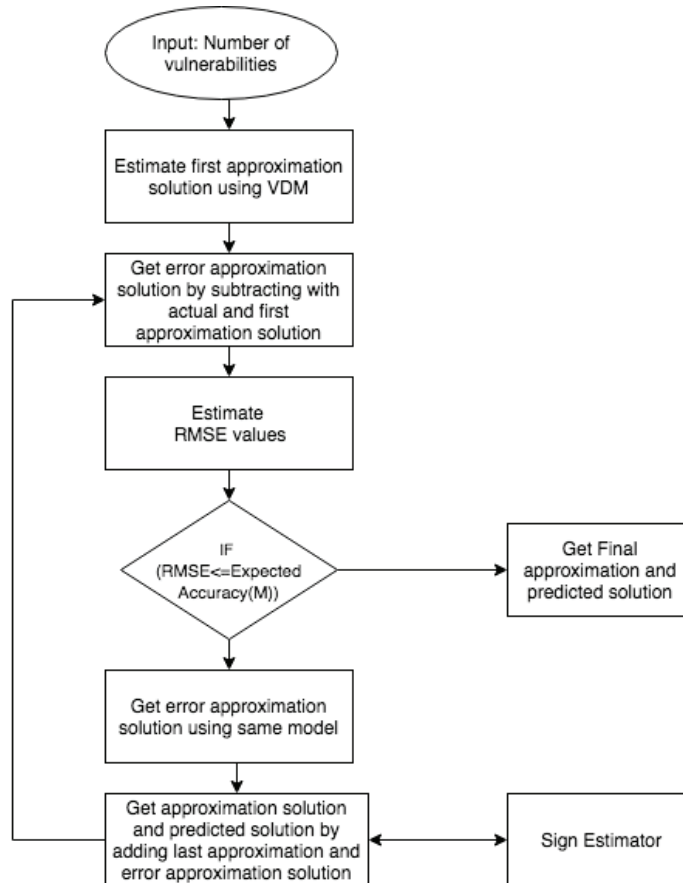 Input: Number of
vulnerabilities
Estimate first approximation
solution using VDM
Get error approximation
solution by subtracting with
actual and first
approximation solution
Estimate
RMSE values
IF
(RMSE<=Expected
Accuracy(M))
Get Final
approximation and
predicted solution
Get error approximation
solution using same model
Get approximation solution
and predicted solution by
adding last approximation and
error approximation solution
Sign Estimator